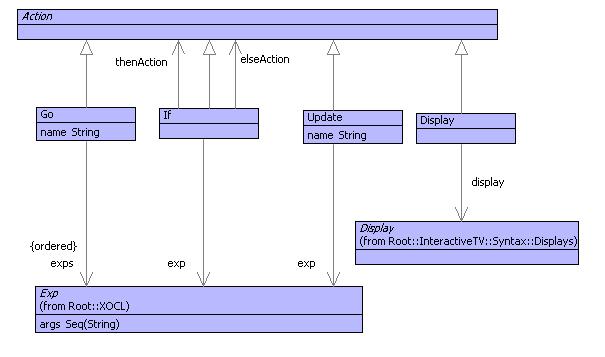 Action
thenAction
elseAction
Go
name String
If
Update
name String
Display
display
Display
(from Root::InteractiveTV::Syntax::Displays)
{ordered}
exps
exp
exp
Exp
(from Root::XOCL)
args Seq(String)